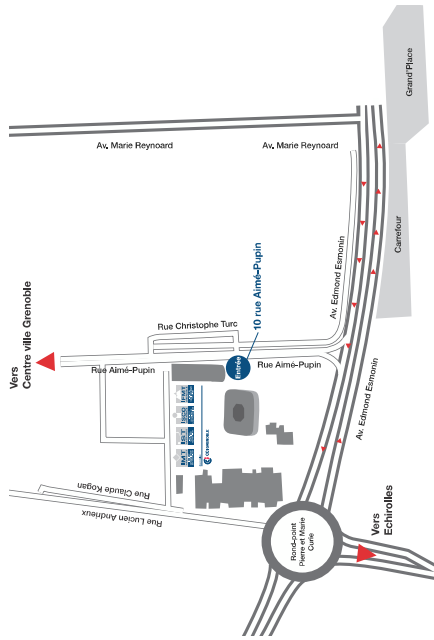 Grand'Place
Av. Marie Reynoard
Av. Marie Reynoard
Carrefour
Av. Edmond Esmonin
10 rue Aimé-Pupin
Vers
Centre ville Grenoble
Rue Christophe Turc
Rue Aimé-Pupin
Entrée
Rue Aimé-Pupin
Av. Edmond Esmonin
IMT
IST
Rue Claude Kogan
Rue Lucien Andrieux
Rond-point
Pierre et Marie
Curie
Vers
Echirolles